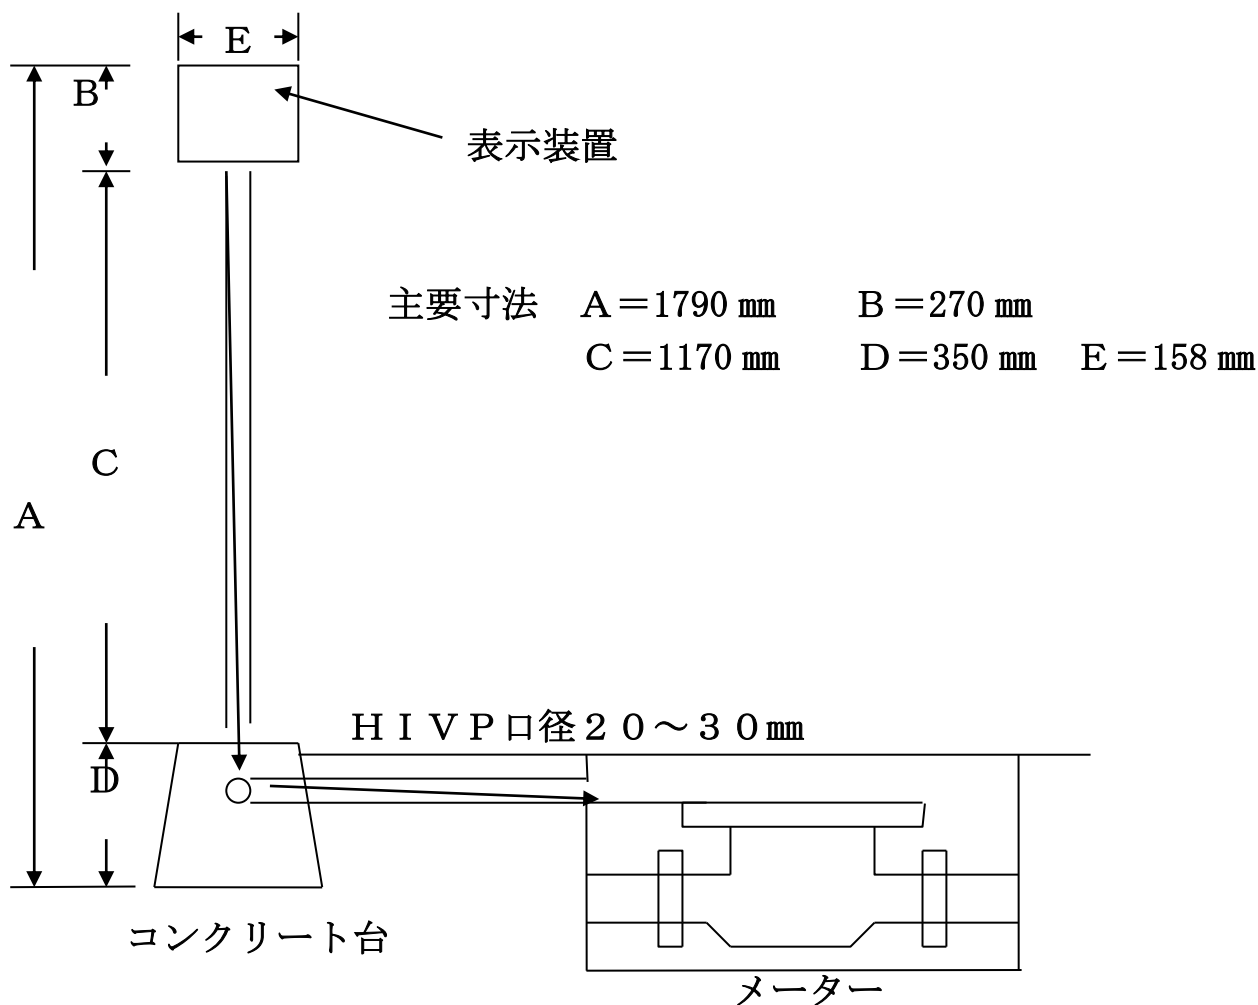 E
B
表示装置
主要寸法 A=1790㎜ B=270㎜
C=1170㎜ D=350㎜ E=158㎜
C
A
HIVP口径20~30㎜
D
コンクリート台
メーター